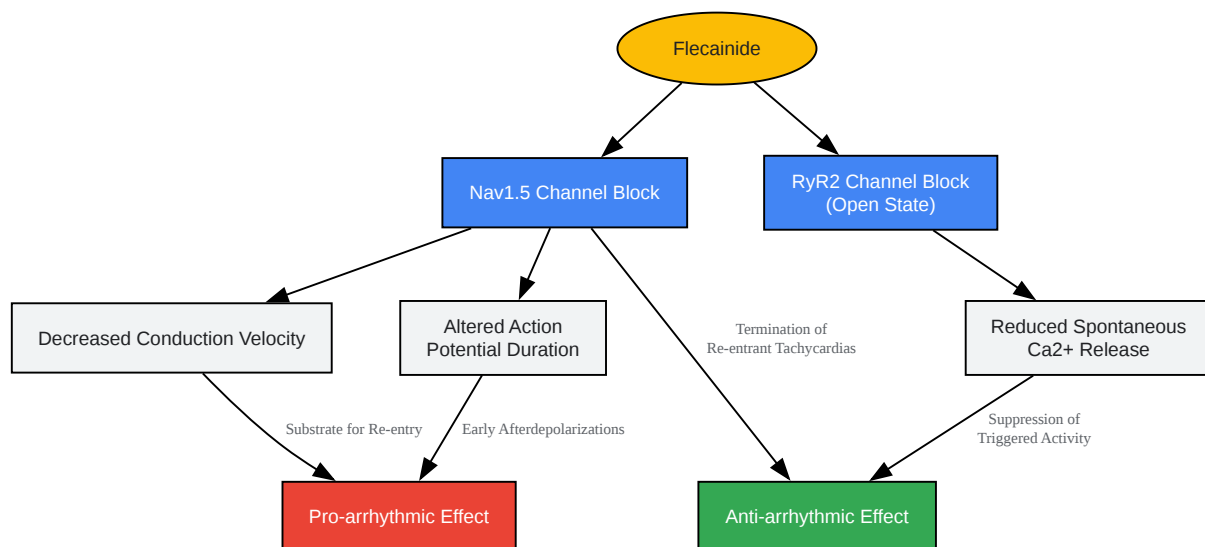 Flecainide
Nav1.5 Channel Block
RyR2 Channel Block
(Open State)
Decreased Conduction Velocity
Altered Action
Potential Duration
Termination of
Re-entrant Tachycardias
Reduced Spontaneous
Ca2+ Release
Substrate for Re-entry
Early Afterdepolarizations
Suppression of
Triggered Activity
Pro-arrhythmic Effect
Anti-arrhythmic Effect